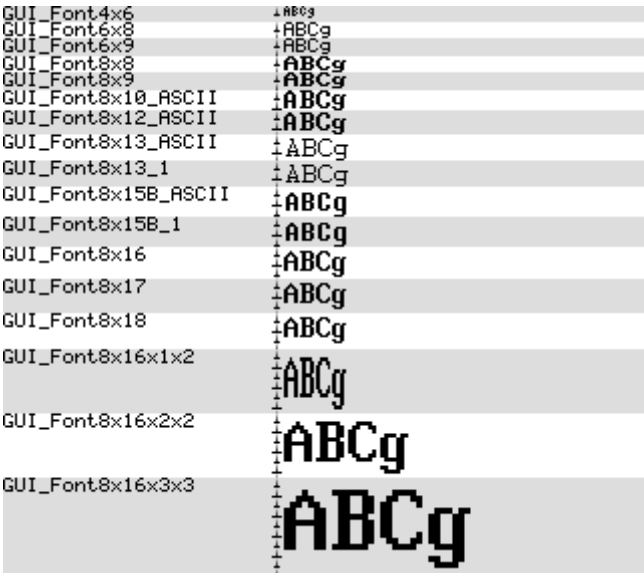 GUI_Font4x6 ABCg
GUI_Font6x8 ABCg
GUI_Font6x9 ABCg
GUI_Font8x8 ABCg
GUI_Font8x9 ABCg
GUI_Font8x10_ASCII ABCg
GUI_Font8x12_ASCII ABCg
GUI_Font8x13_ASCII ABCg
GUI_Font8x13_1 ABCg
GUI_Font8x15B_ASCII ABCg
GUI_Font8x15B_1 ABCg
GUI_Font8x16 ABCg
GUI_Font8x17 ABCg
GUI_Font8x18 ABCg
GUI_Font8x16x1x2 ABCg
GUI_Font8x16x2x2 ABCg
GUI_Font8x16x3x3 ABCg